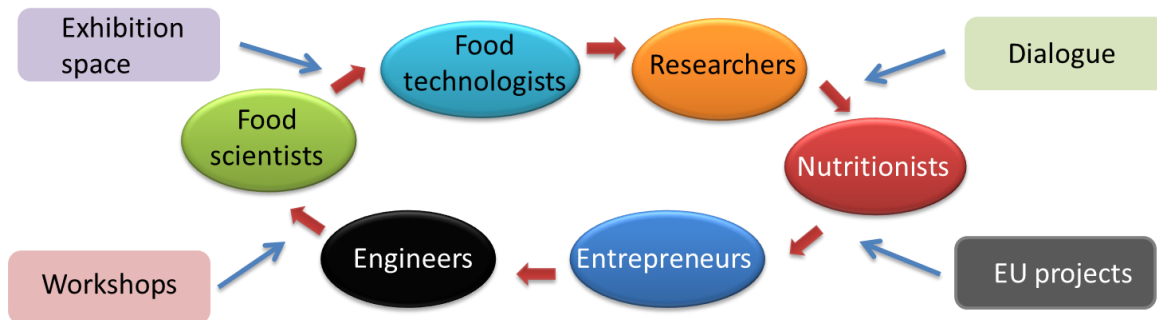 Exhibition
space
Food
technologists
Researchers
Dialogue
Food
scientists
Nutritionists
Workshops
Engineers
Entrepreneurs
EU projects